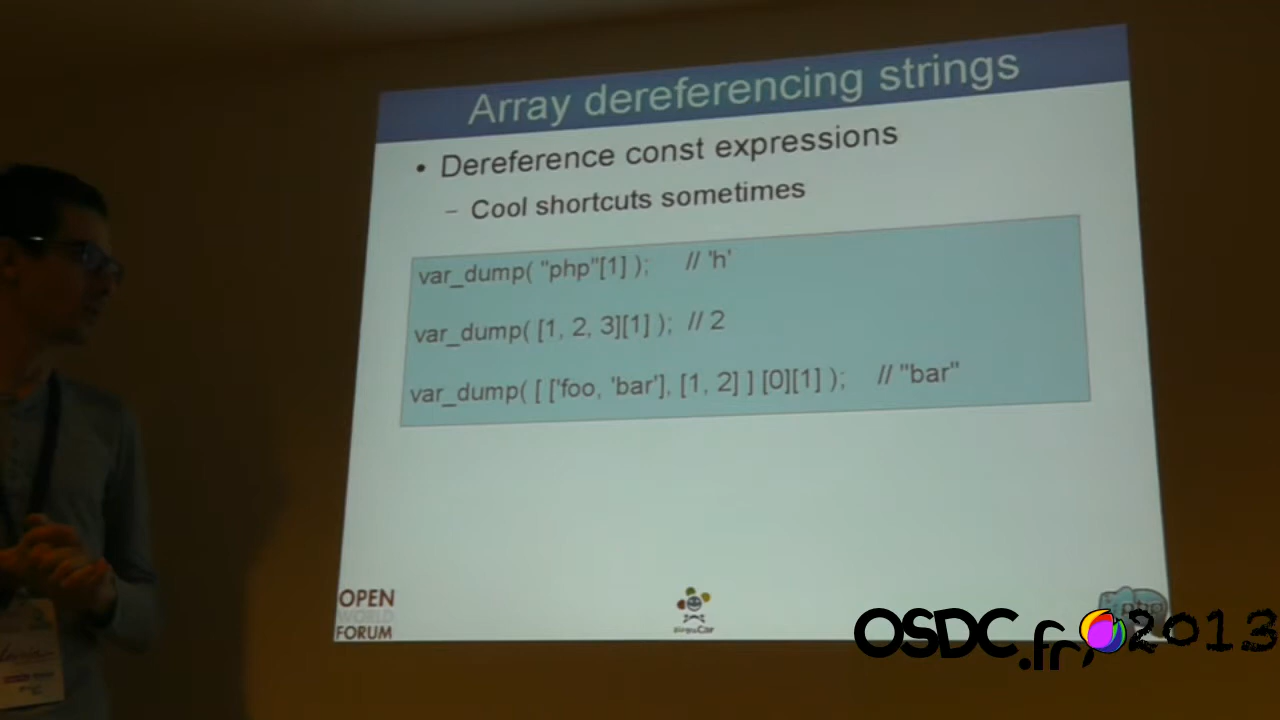 Array dereferencing strings
• Dereference const expressions
– Cool shortcuts sometimes
var_dump( "php"[1] ); // 'h'
var_dump( [1, 2, 3][1] ); // 2
var_dump( [ ['foo, 'bar'], [1, 2] ] [0][1] ); // "bar"
OPEN
WORLD
FORUM
php
OSDC.fr 2013